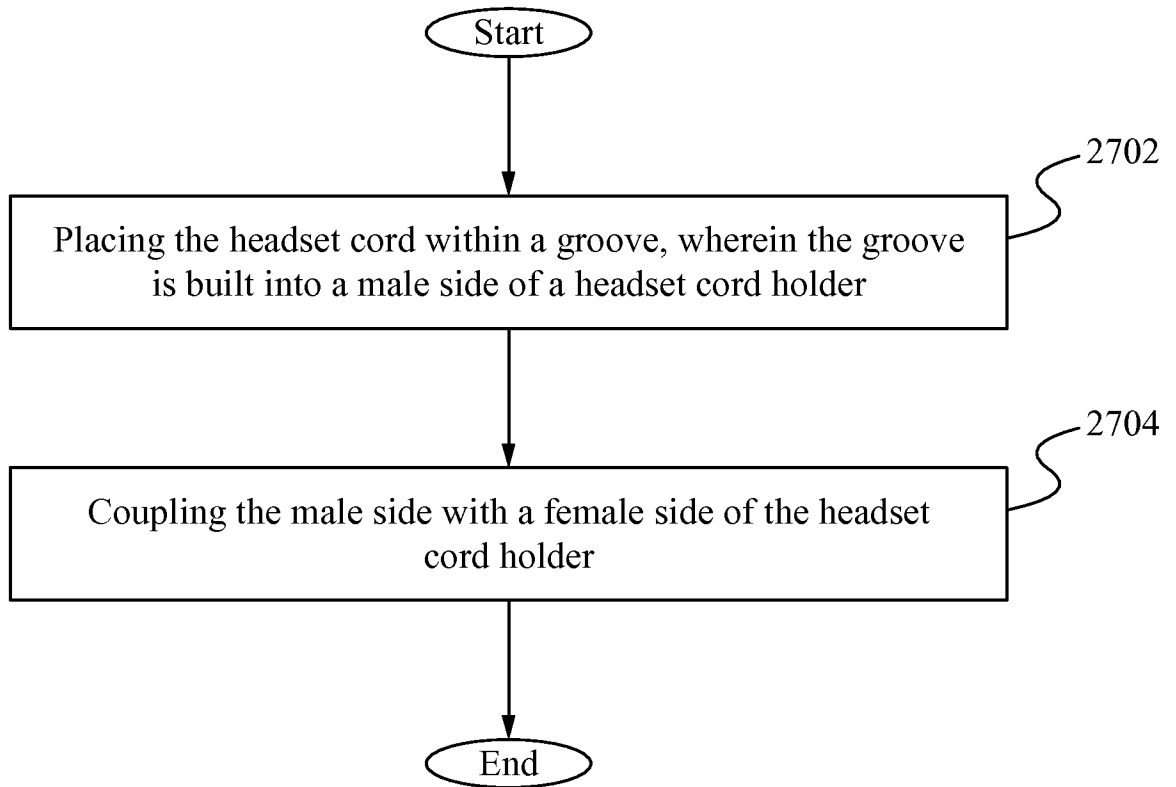 Start
2702
Placing the headset cord within a groove, wherein the groove
is built into a male side of a headset cord holder
2704
Coupling the male side with a female side of the headset
cord holder
End